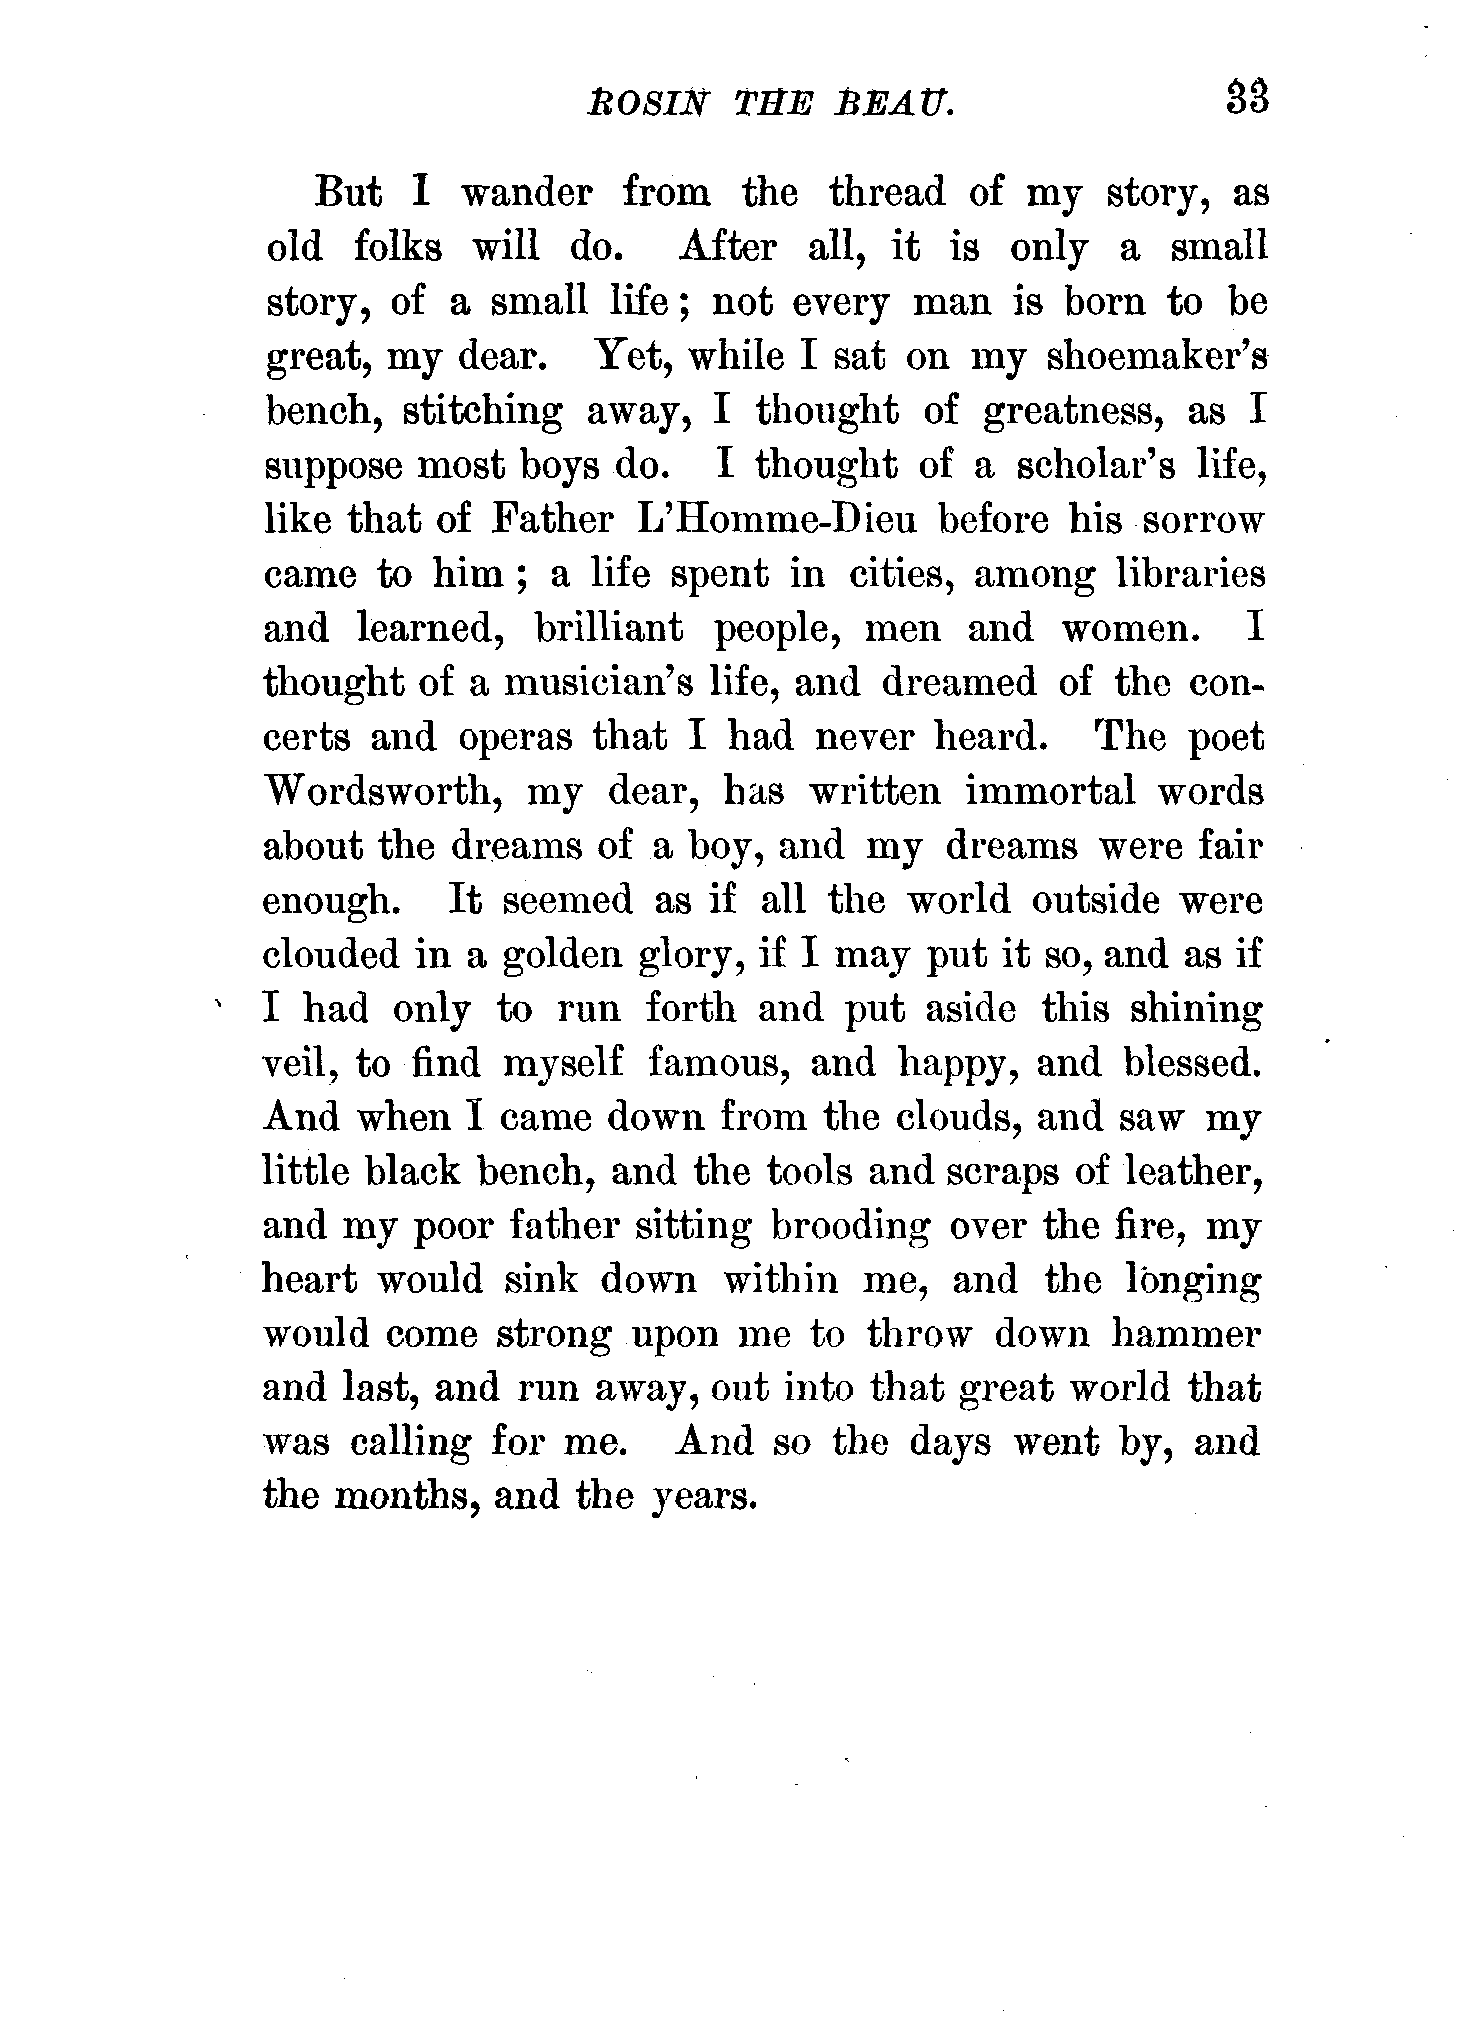 ROSIN THE BEAU. 33
But I wander from the thread of my story, as
old folks will do. After all, it is only a small
story, of a small life; not every man is born to be
great, my dear. Yet, while I sat on my shoemaker's
bench, stitching away, I thought of greatness, as I
suppose most boys do. I thought of a scholar's life,
like that of Father L'Homme-Dieu before his sorrow
came to him; a life spent in cities, among libraries
and learned, brilliant people, men and women. I
thought of a musician's life, and dreamed of the con-
certs and operas that I had never heard. The poet
Wordsworth, my dear, has written immortal words
about the dreams of a boy, and my dreams were fair
enough. It seemed as if all the world outside were
clouded in a golden glory, if I may put it so, and as if
I had only to run forth and put aside this shining
veil, to find myself famous, and happy, and blessed.
And when I came down from the clouds, and saw my
little black bench, and the tools and scraps of leather,
and my poor father sitting brooding over the fire, my
heart would sink down within me, and the longing
would come strong upon me to throw down hammer
and last, and run away, out into that great world that
was calling for me. And so the days went by, and
the months, and the years.